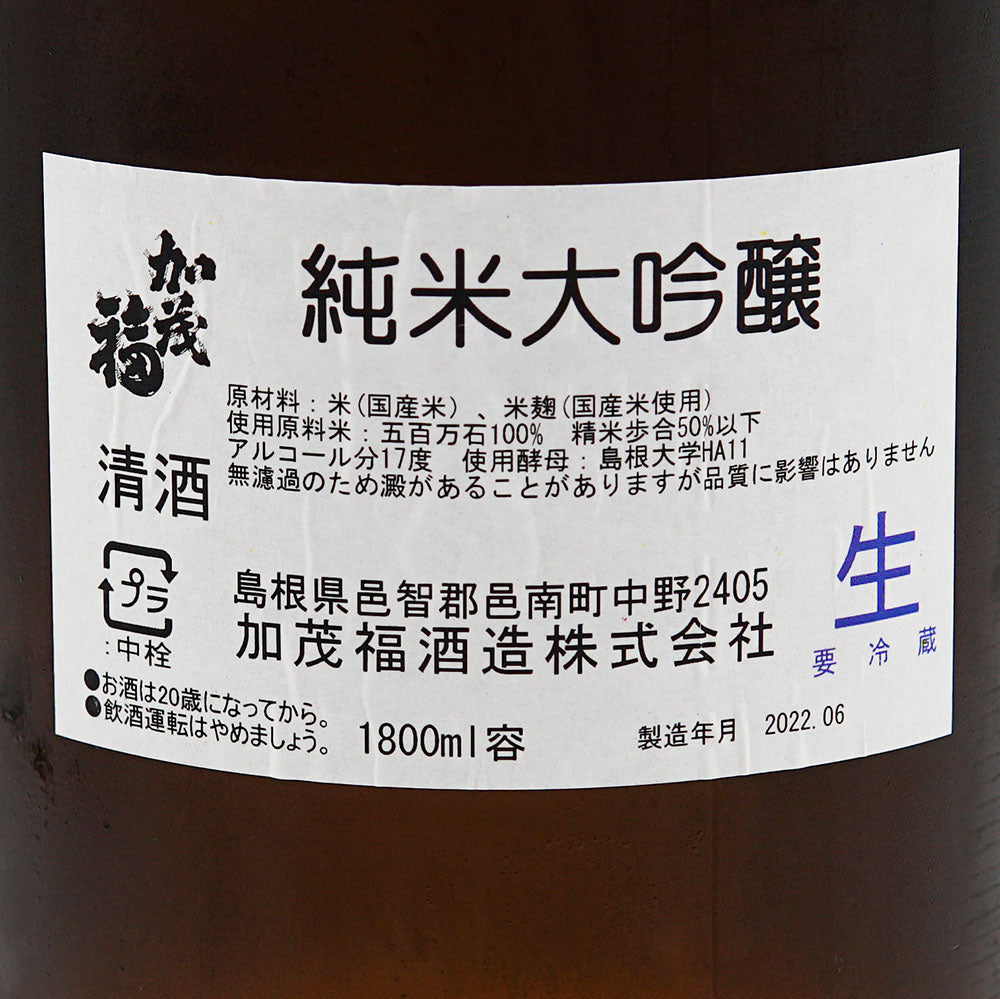 加茂
福
純米大吟醸
原材料：米(国産米)、米麹(国産米使用)
使用原料米：五百万石100%　精米歩合50%以下
アルコール分17度　使用酵母：島根大学HA11
無濾過のため澱があることがありますが品質に影響はありません
清酒
プラ
:中栓
島根県邑智郡邑南町中野2405
加茂福酒造株式会社
生
要冷蔵
●お酒は20歳になってから。
●飲酒運転はやめましょう。
1800ml容
製造年月　2022.06